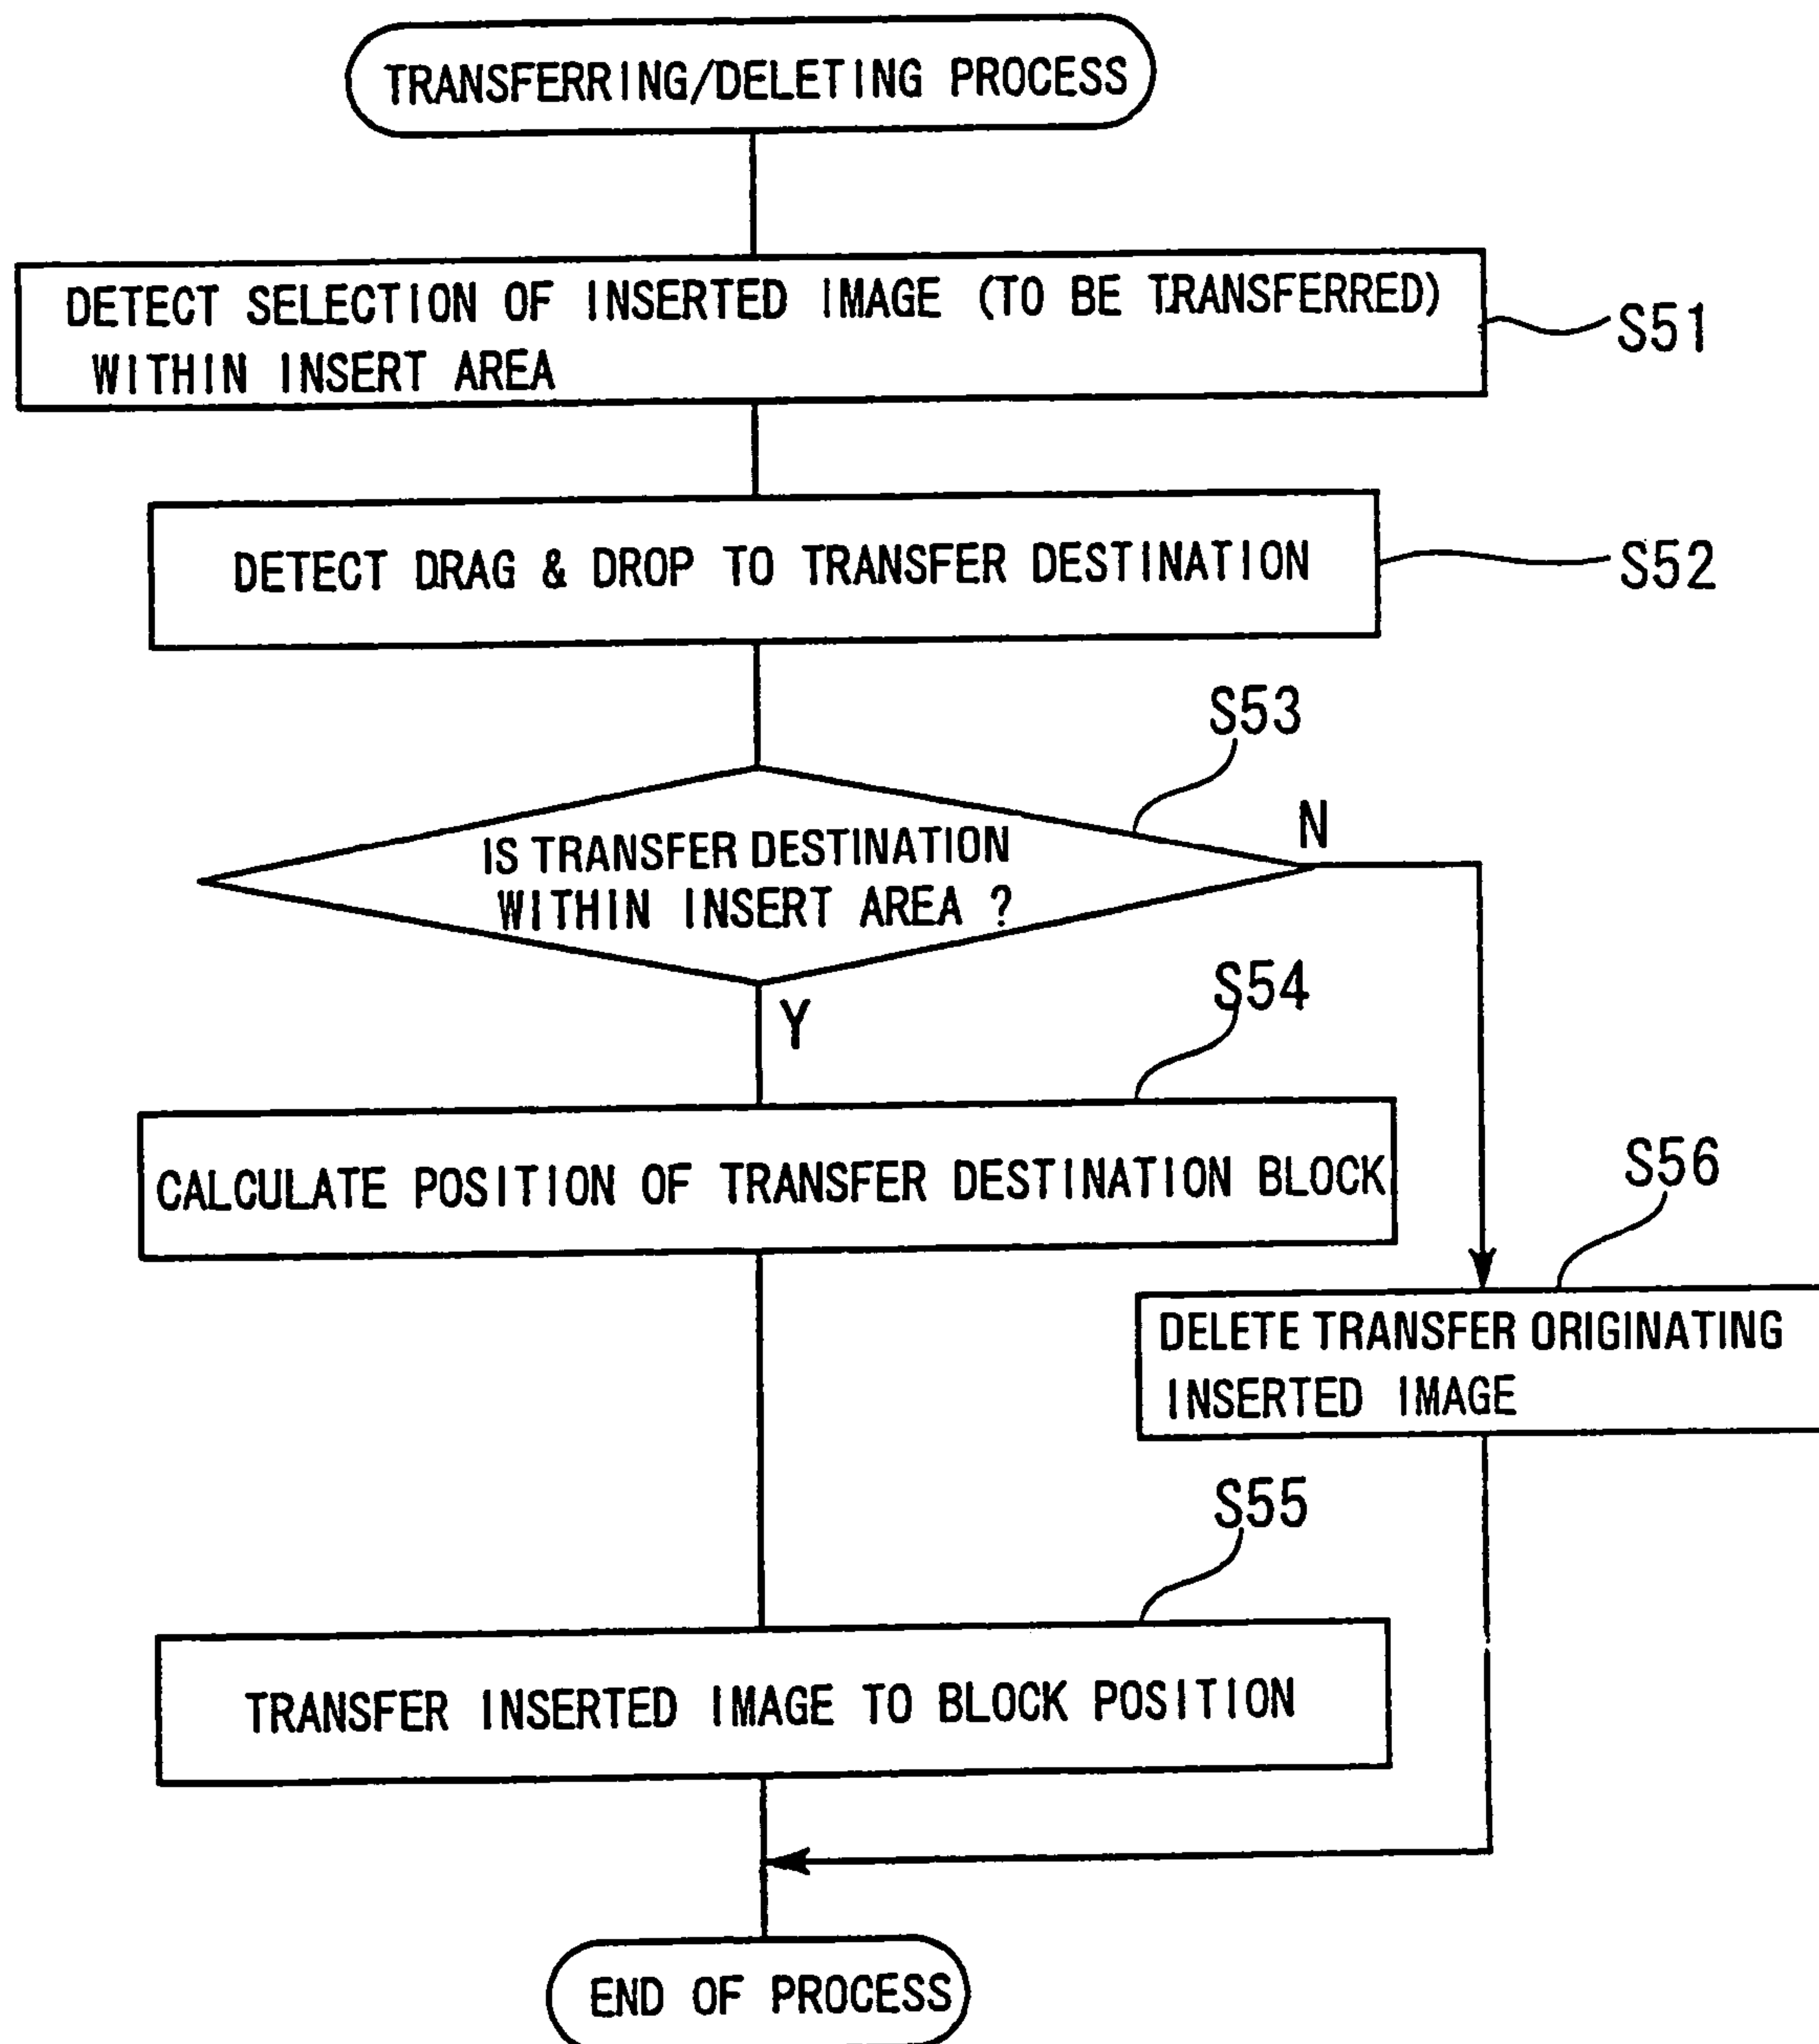 TRANSFERRING/DELETING PROCESS
DETECT SELECTION OF INSERTED IMAGE (TO BE TRANSFERRED)
WITHIN INSERT AREA
S51
DETECT DRAG & DROP TO TRANSFER DESTINATION
S52
S53
IS TRANSFER DESTINATION
WITHIN INSERT AREA ?
N
Y
S54
CALCULATE POSITION OF TRANSFER DESTINATION BLOCK
S56
DELETE TRANSFER ORIGINATING
INSERTED IMAGE
S55
TRANSFER INSERTED IMAGE TO BLOCK POSITION
END OF PROCESS